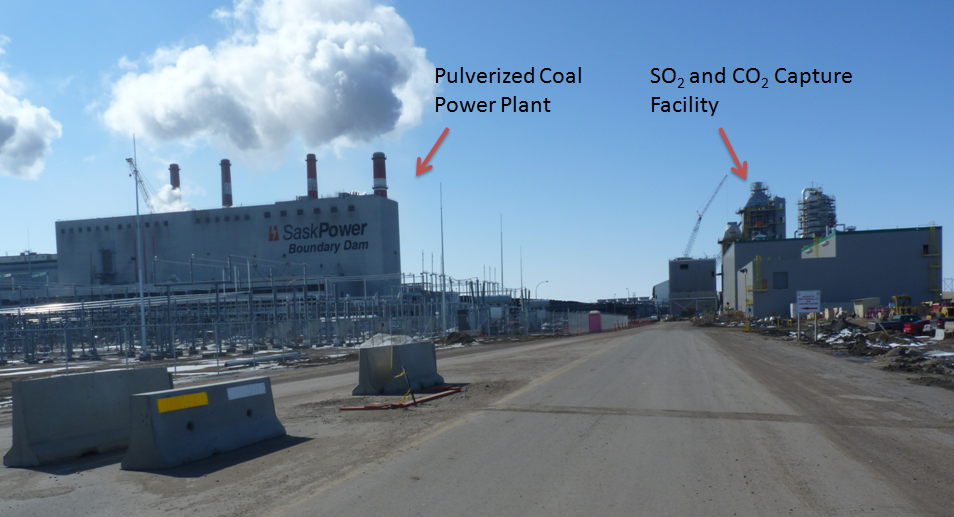 Pulverized Coal
Power Plant
SO₂ and CO₂ Capture
Facility
SaskPower
Boundary Dam